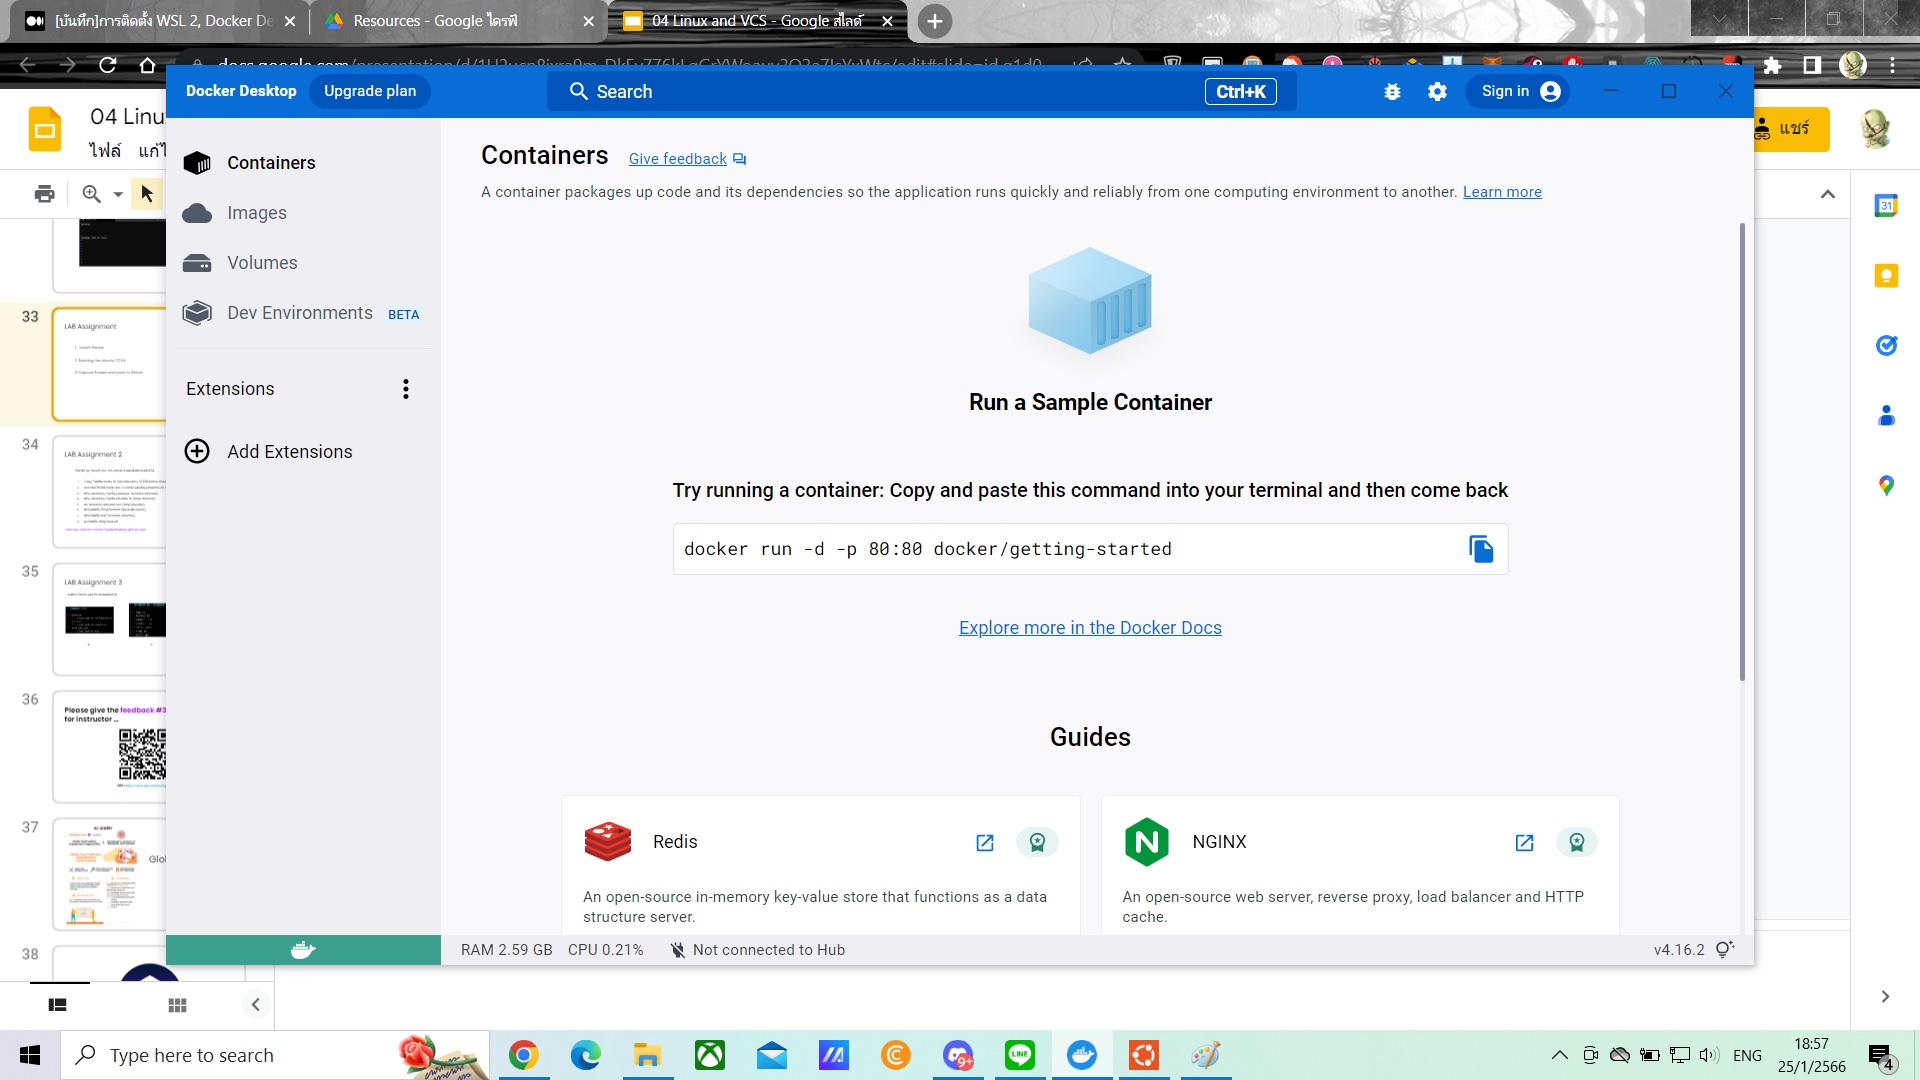 [บันทึก]การติดตั้ง WSL 2, Docker De
Resources - Google ไดรฟ์
04 Linux and VCS - Google สไลด์
04 Linu
ไฟล์ แก้ไ
แชร์
Docker Desktop
Upgrade plan
Search
Ctrl+K
Sign in
Containers
Images
Volumes
Dev Environments BETA
Extensions
Add Extensions
Containers
Give feedback
A container packages up code and its dependencies so the application runs quickly and reliably from one computing environment to another. Learn more
Run a Sample Container
Try running a container: Copy and paste this command into your terminal and then come back
docker run -d -p 80:80 docker/getting-started
Explore more in the Docker Docs
Guides
Redis
An open-source in-memory key-value store that functions as a data
structure server.
NGINX
An open-source web server, reverse proxy, load balancer and HTTP
cache.
RAM 2.59 GB CPU 0.21% Not connected to Hub
v4.16.2
33
LAB Assignment
34
LAB Assignment 2
35
LAB Assignment 3
36
Please give the feedback #3
for instructor ...
37
Glo
38
31
Type here to search
9+
LINE
ENG
18:57
25/1/2566
4